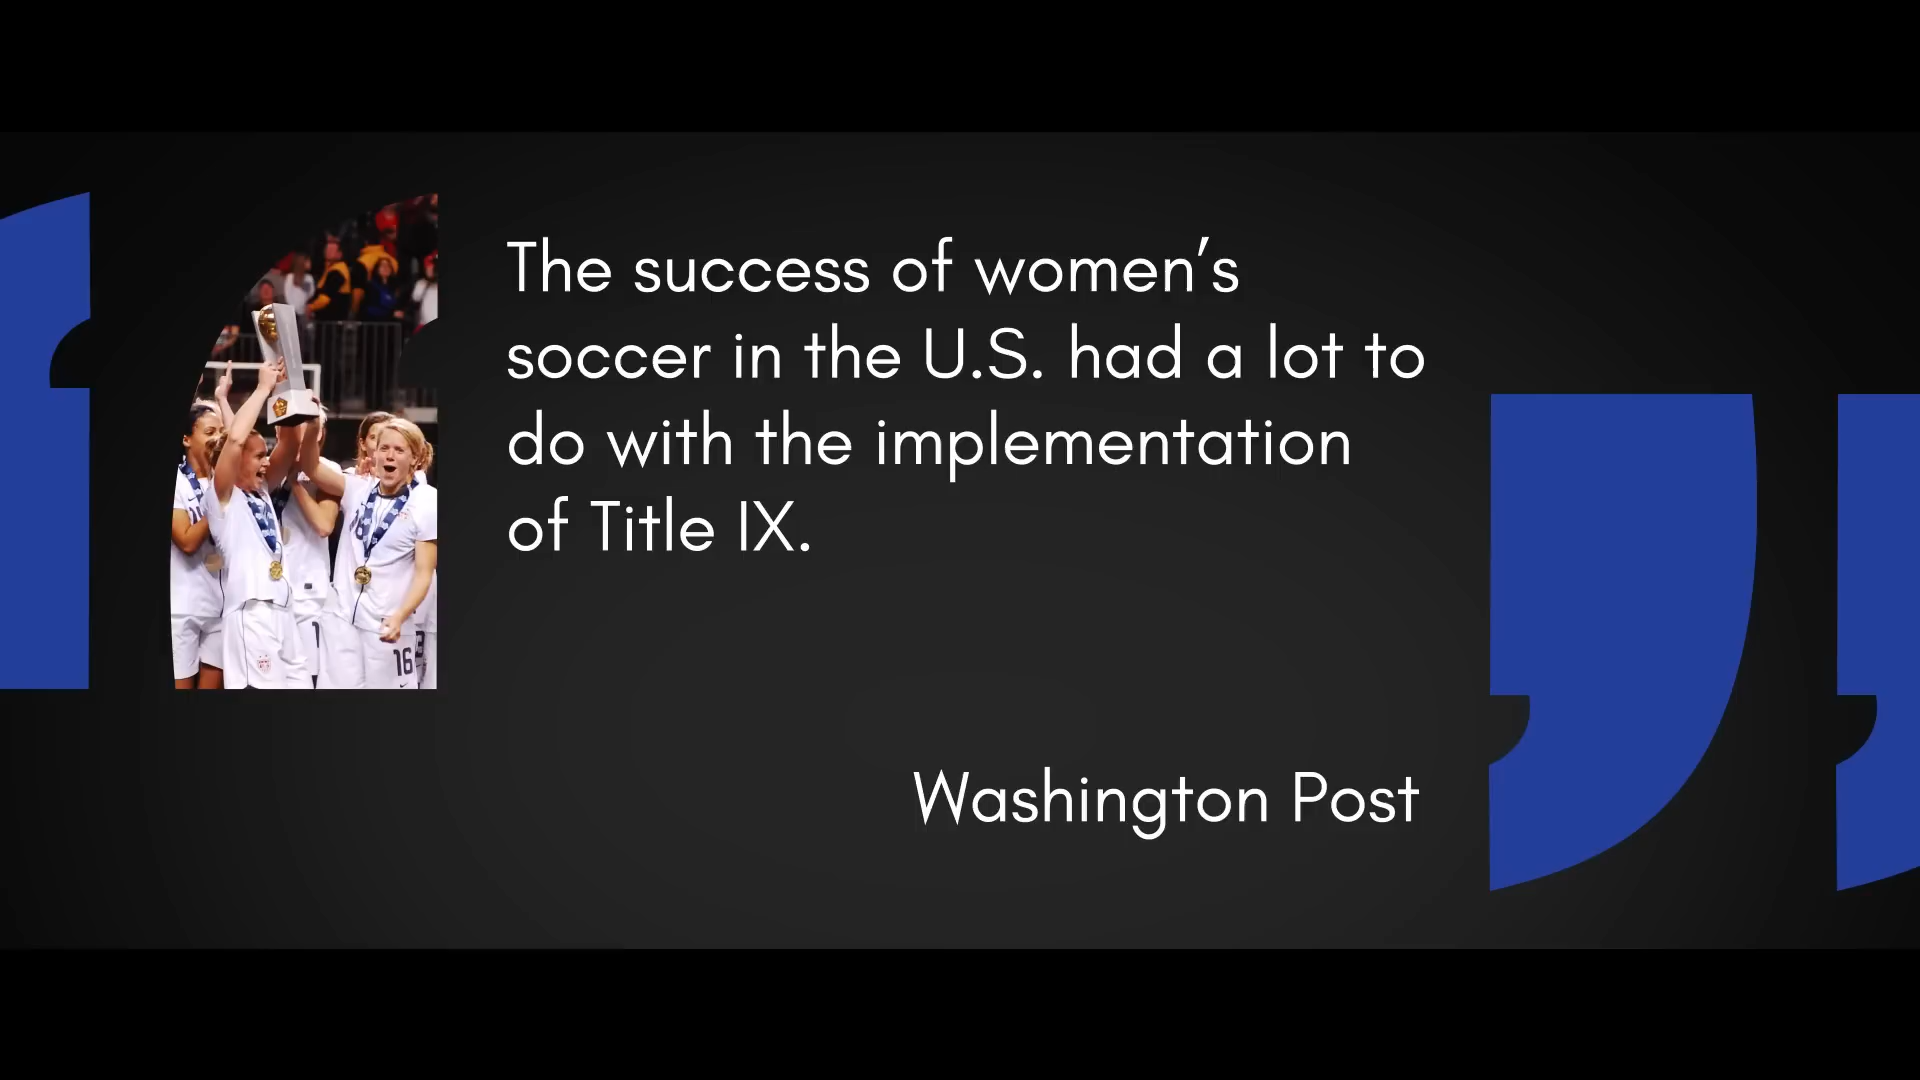 The success of women’s
soccer in the U.S. had a lot to
do with the implementation
of Title IX.
Washington Post
16